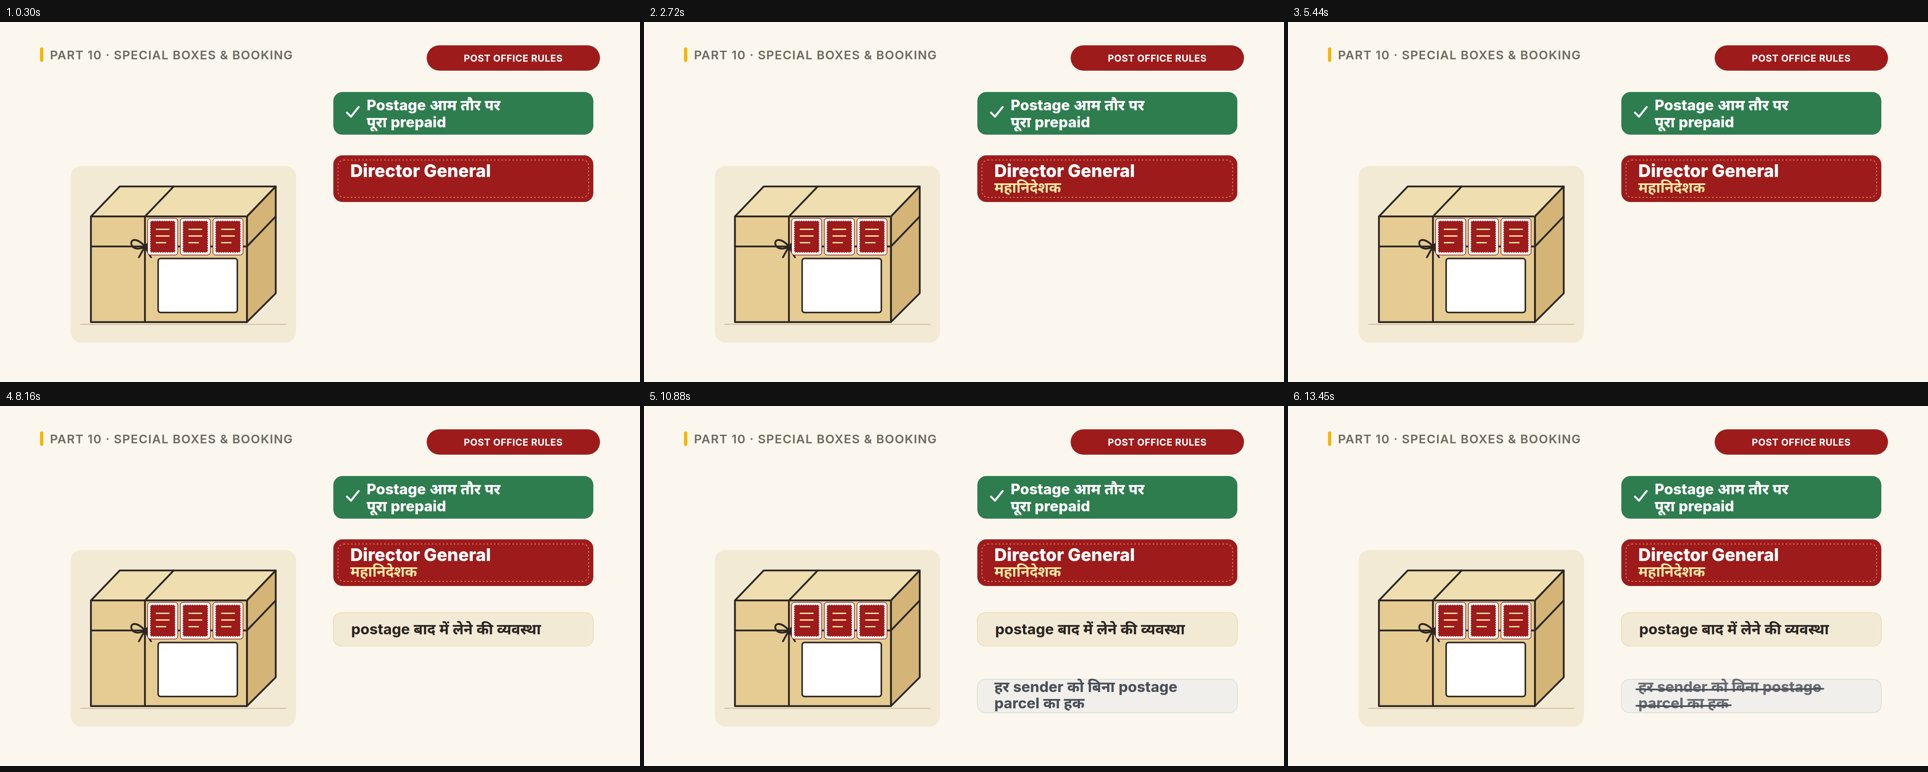 1. 0.30s
PART 10 · SPECIAL BOXES & BOOKING
POST OFFICE RULES
Postage आम तौर पर
पूरा prepaid
Director General
2. 2.72s
PART 10 · SPECIAL BOXES & BOOKING
POST OFFICE RULES
Postage आम तौर पर
पूरा prepaid
Director General
महानिदेशक
3. 5.44s
PART 10 · SPECIAL BOXES & BOOKING
POST OFFICE RULES
Postage आम तौर पर
पूरा prepaid
Director General
महानिदेशक
4. 8.16s
PART 10 · SPECIAL BOXES & BOOKING
POST OFFICE RULES
Postage आम तौर पर
पूरा prepaid
Director General
महानिदेशक
postage बाद में लेने की व्यवस्था
5. 10.88s
PART 10 · SPECIAL BOXES & BOOKING
POST OFFICE RULES
Postage आम तौर पर
पूरा prepaid
Director General
महानिदेशक
postage बाद में लेने की व्यवस्था
हर sender को बिना postage
parcel का हक
6. 13.45s
PART 10 · SPECIAL BOXES & BOOKING
POST OFFICE RULES
Postage आम तौर पर
पूरा prepaid
Director General
महानिदेशक
postage बाद में लेने की व्यवस्था
हर sender को बिना postage
parcel का हक